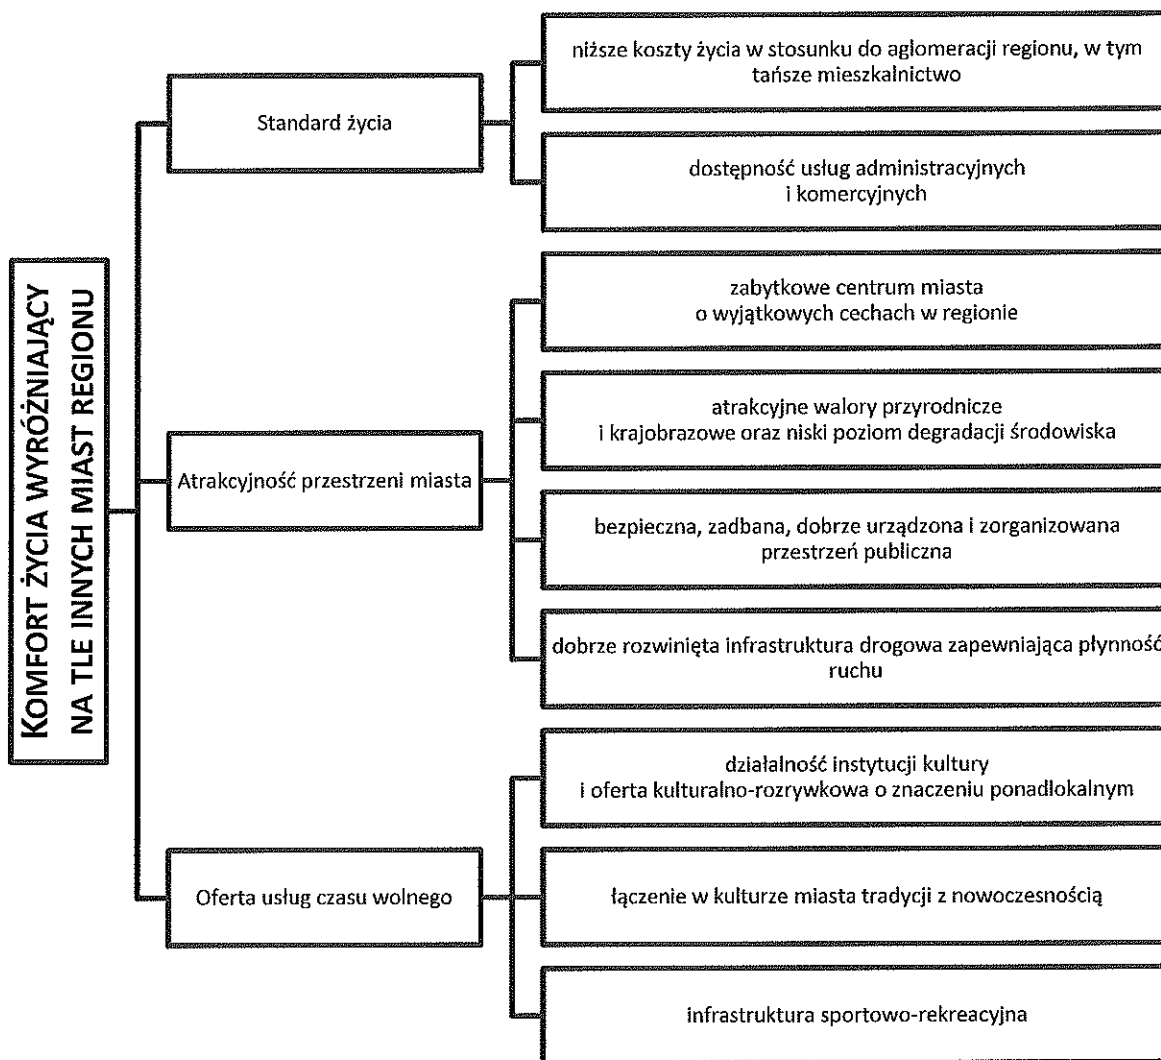 KOMFORT ŻYCIA WYRÓŻNIAJĄCY
NA TLE INNYCH MIAST REGIONU
Standard życia
niższe koszty życia w stosunku do aglomeracji regionu, w tym
tańsze mieszkalnictwo
dostępność usług administracyjnych
i komercyjnych
Atrakcyjność przestrzeni miasta
zabytkowe centrum miasta
o wyjątkowych cechach w regionie
atrakcyjne walory przyrodnicze
i krajobrazowe oraz niski poziom degradacji środowiska
bezpieczna, zadbana, dobrze urządzona i zorganizowana
przestrzeń publiczna
dobrze rozwinięta infrastruktura drogowa zapewniająca płynność
ruchu
Oferta usług czasu wolnego
działalność instytucji kultury
i oferta kulturalno-rozrywkowa o znaczeniu ponadlokalnym
łączenie w kulturze miasta tradycji z nowoczesnością
infrastruktura sportowo-rekreacyjna